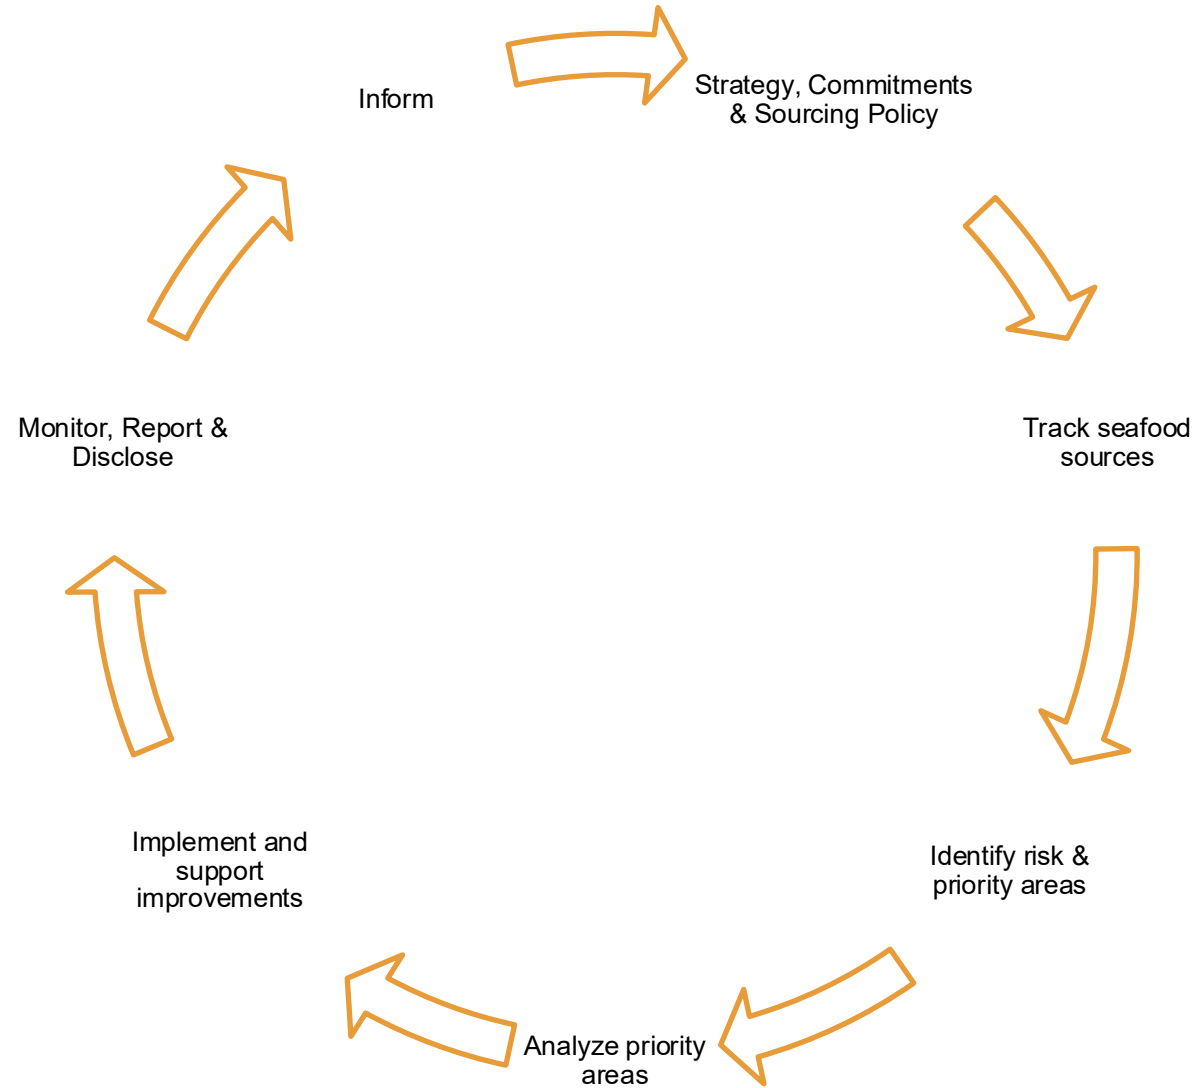 Inform
Strategy, Commitments
& Sourcing Policy
Track seafood
sources
Identify risk &
priority areas
Analyze priority
areas
Implement and
support
improvements
Monitor, Report &
Disclose